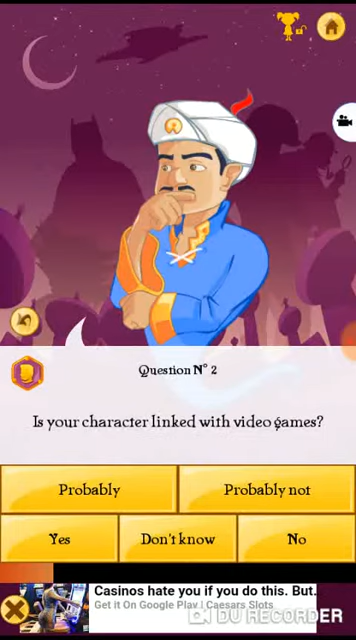 Question N° 2
Is your character linked with video games?
Probably
Probably not
Yes
Don't know
No
Casinos hate you if you do this. But.
Get it On Google Play | Caesars Slots
DU RECORDER